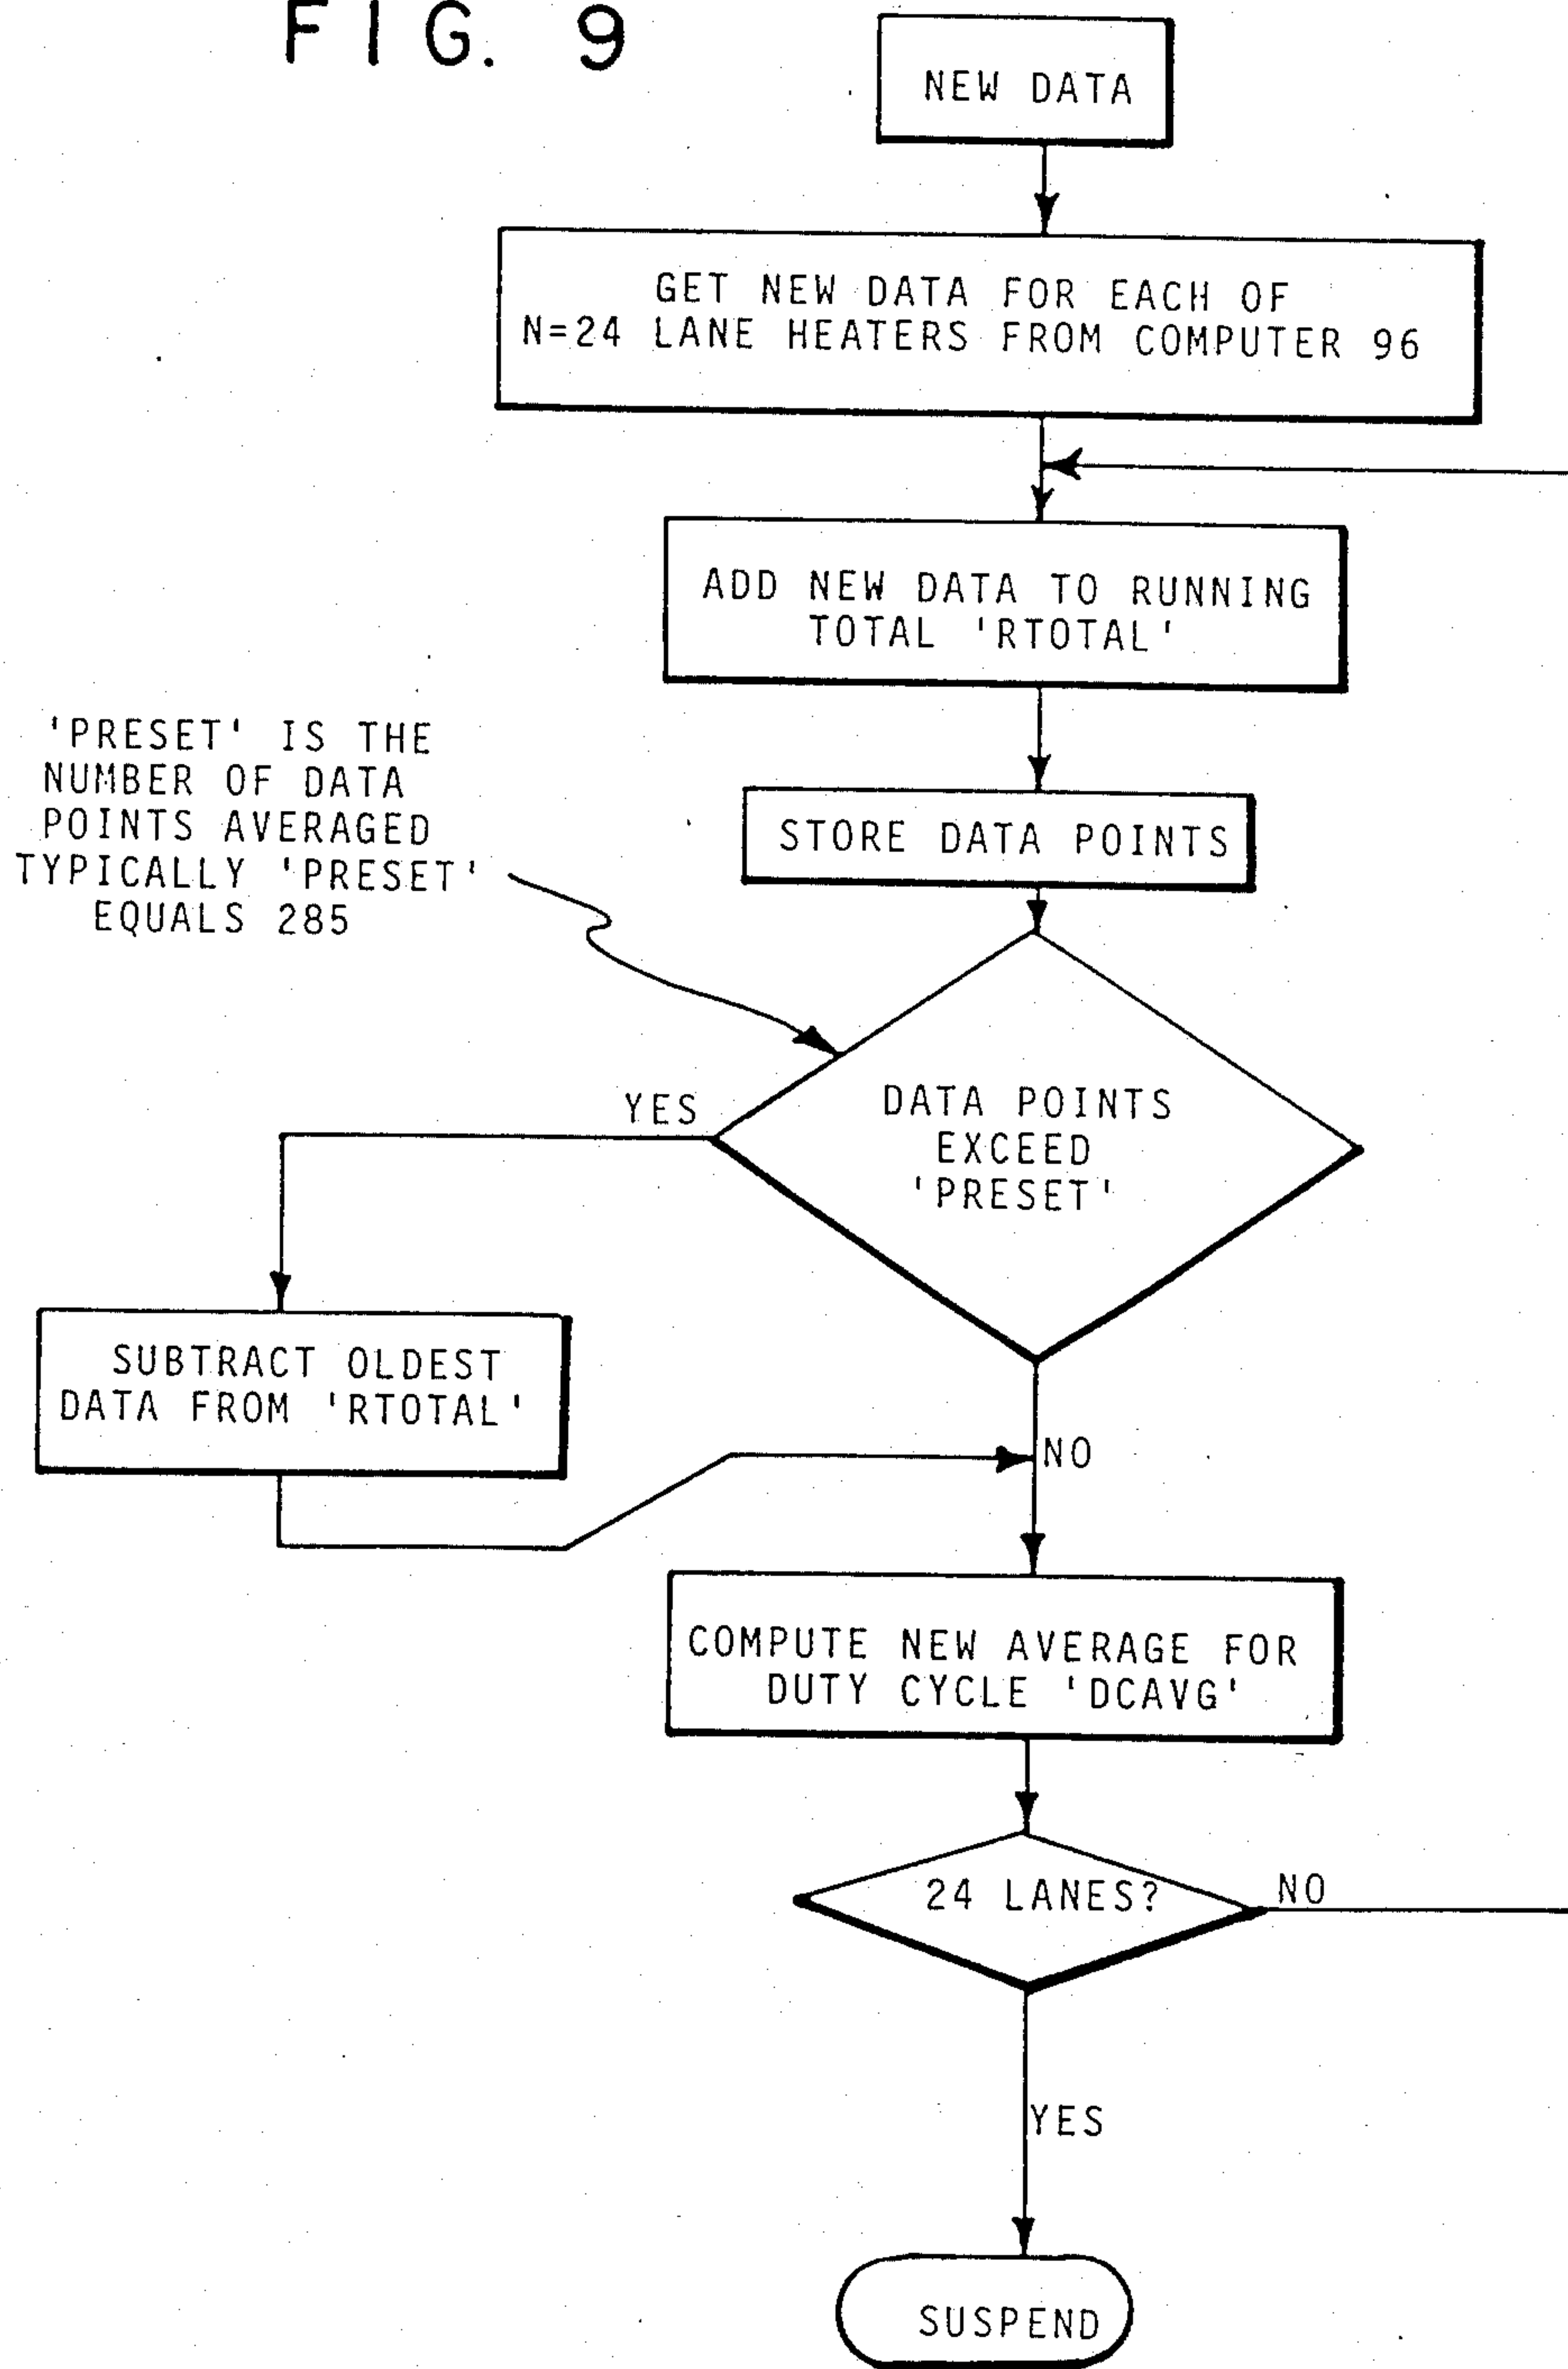 FIG. 9
NEW DATA
GET NEW DATA FOR EACH OF
N=24 LANE HEATERS FROM COMPUTER 96
ADD NEW DATA TO RUNNING
TOTAL 'RTOTAL'
'PRESET' IS THE
NUMBER OF DATA
POINTS AVERAGED
TYPICALLY 'PRESET'
EQUALS 285
STORE DATA POINTS
DATA POINTS
EXCEED
'PRESET'
YES
SUBTRACT OLDEST
DATA FROM 'RTOTAL'
NO
COMPUTE NEW AVERAGE FOR
DUTY CYCLE 'DCAVG'
24 LANES?
NO
YES
SUSPEND